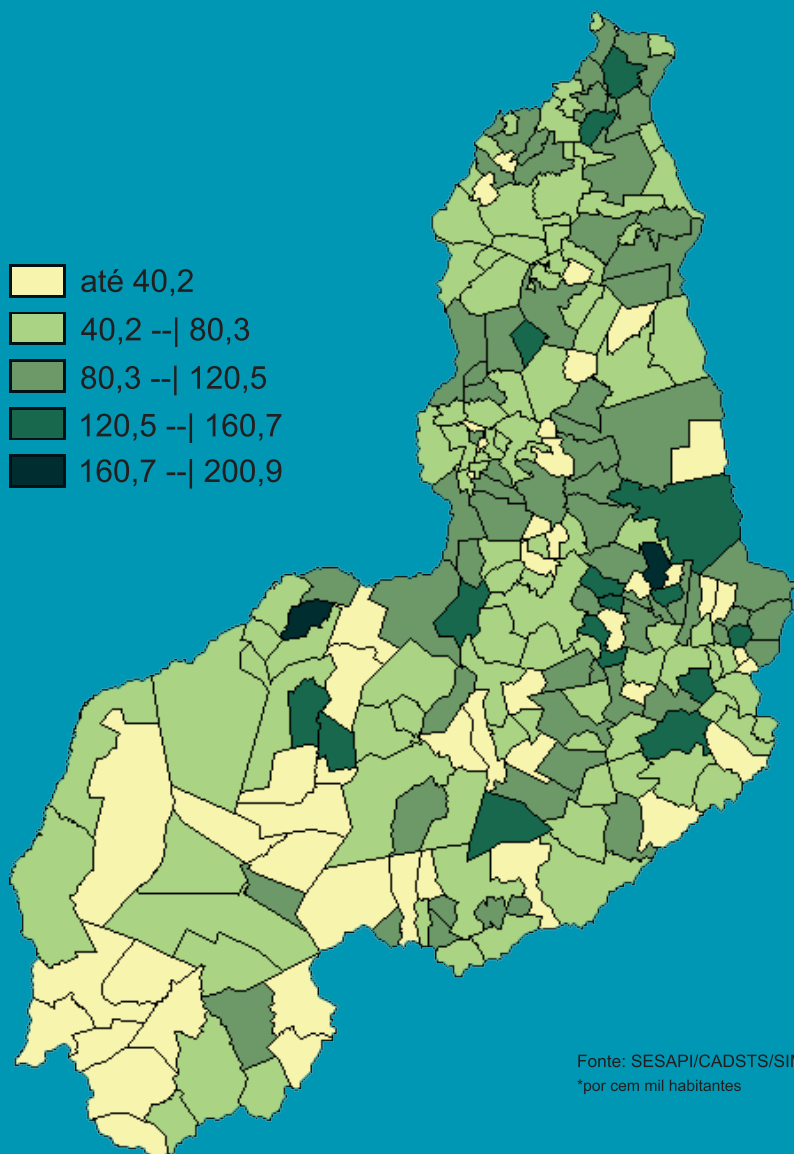 até 40,2
40,2 --| 80,3
80,3 --| 120,5
120,5 --| 160,7
160,7 --| 200,9
Fonte: SESAPI/CADSTS/SI
*por cem mil habitantes